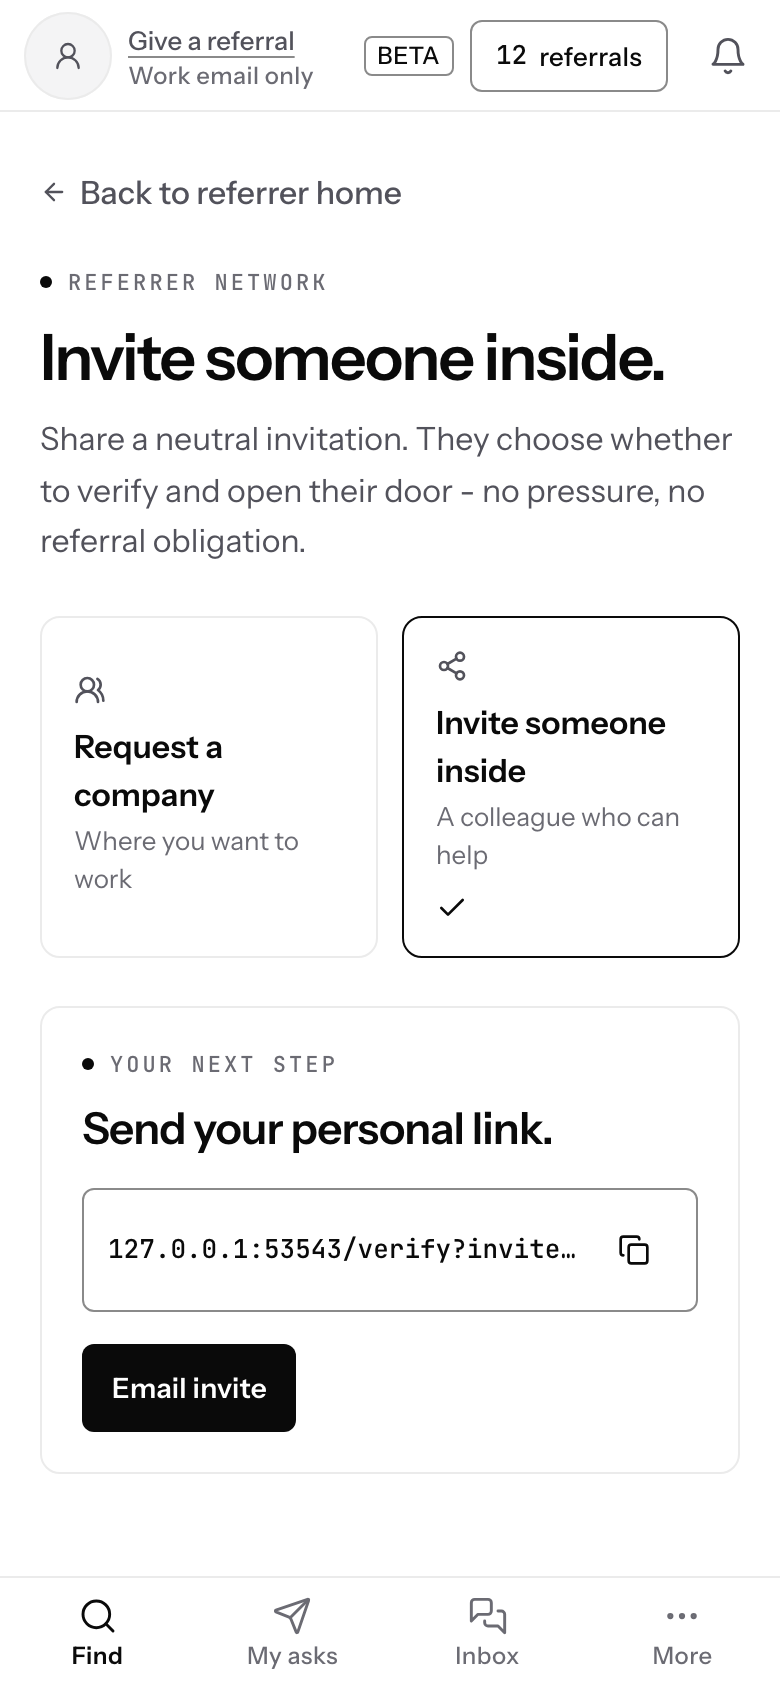 Give a referral
Work email only
BETA
12 referrals
Back to referrer home
REFERRER NETWORK
Invite someone inside.
Share a neutral invitation. They choose whether
to verify and open their door - no pressure, no
referral obligation.
Request a
company
Where you want to
work
Invite someone
inside
A colleague who can
help
YOUR NEXT STEP
Send your personal link.
127.0.0.1:53543/verify?invite…
Email invite
Find
My asks
Inbox
More